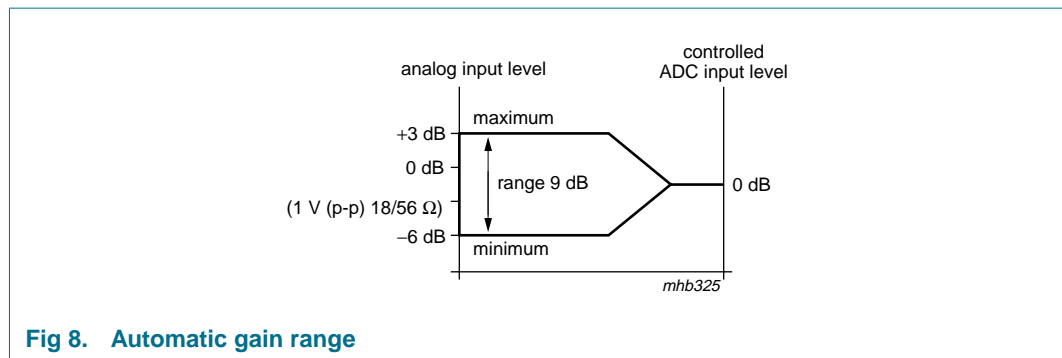 analog input level
controlled
ADC input level
maximum
+3 dB
0 dB
range 9 dB
0 dB
(1 V (p-p) 18/56 Ω)
−6 dB
minimum
mhb325
Fig 8. Automatic gain range